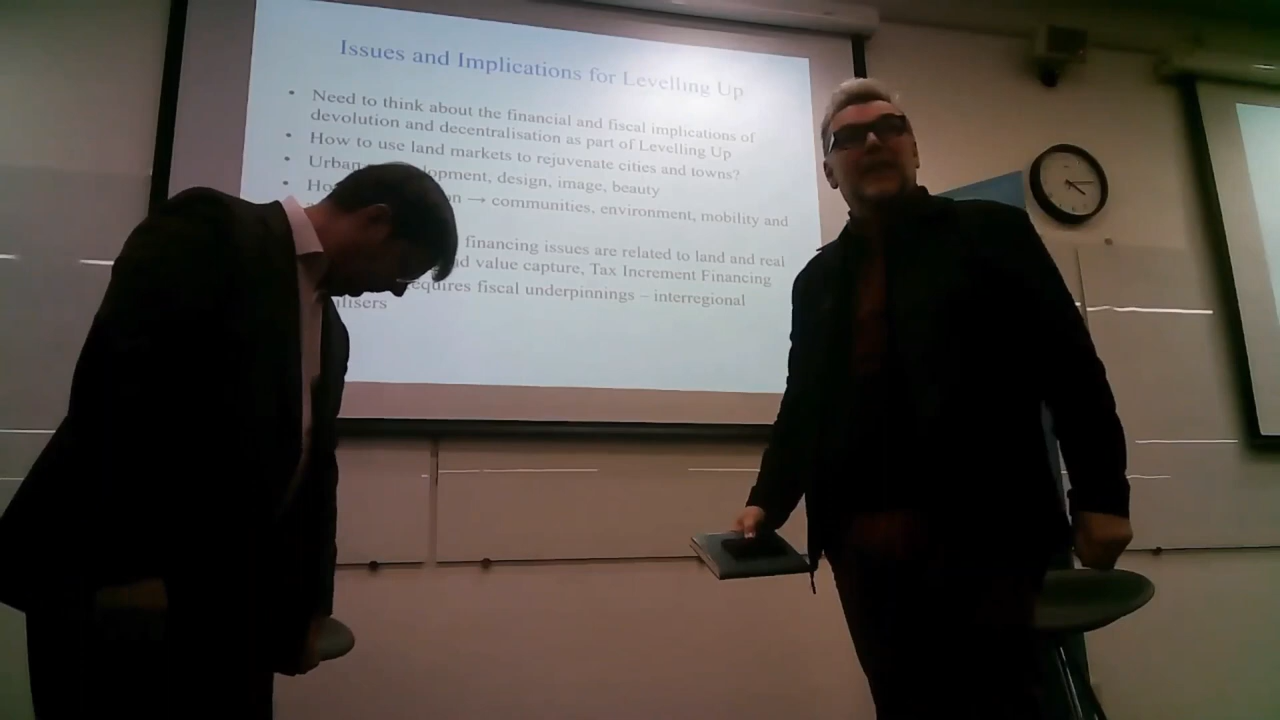 Issues and Implications for Levelling Up
• Need to think about the financial and fiscal implications of
devolution and decentralisation as part of Levelling Up
• How to use land markets to rejuvenate cities and towns?
• Urban opment, design, image, beauty
• Ho on → communities, environment, mobility and
financing issues are related to land and real
value capture, Tax Increment Financing
equires fiscal underpinnings – interregional